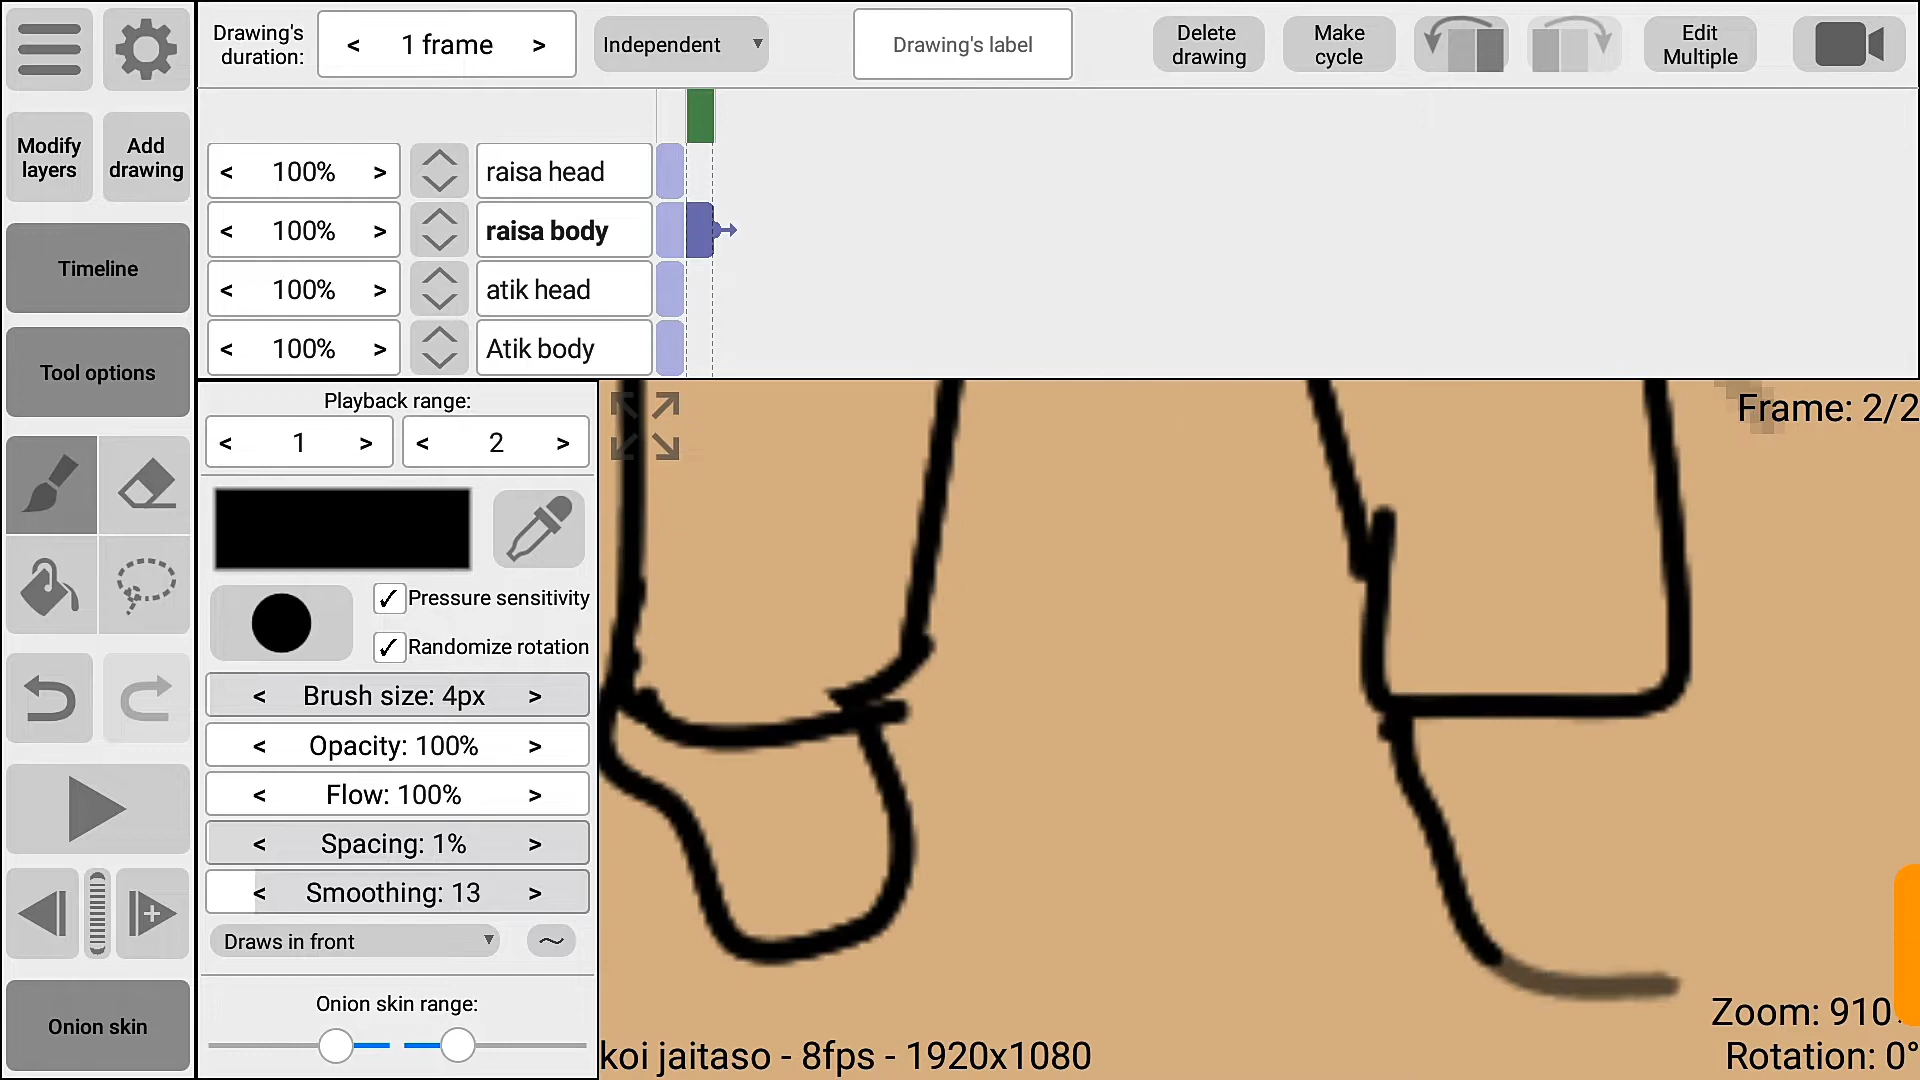 Drawing's duration: < 1 frame > Independent Drawing's label Delete drawing Make cycle Edit Multiple
Modify layers
Add drawing
< 100% > raisa head
< 100% > raisa body
Timeline
< 100% > atik head
< 100% > Atik body
Tool options
Playback range:
< 1 > < 2 >
Frame: 2/2
Pressure sensitivity
Randomize rotation
< Brush size: 4px >
< Opacity: 100% >
< Flow: 100% >
< Spacing: 1% >
< Smoothing: 13 >
Draws in front
Onion skin range:
Onion skin
Zoom: 910
koi jaitaso - 8fps - 1920x1080
Rotation: 0°